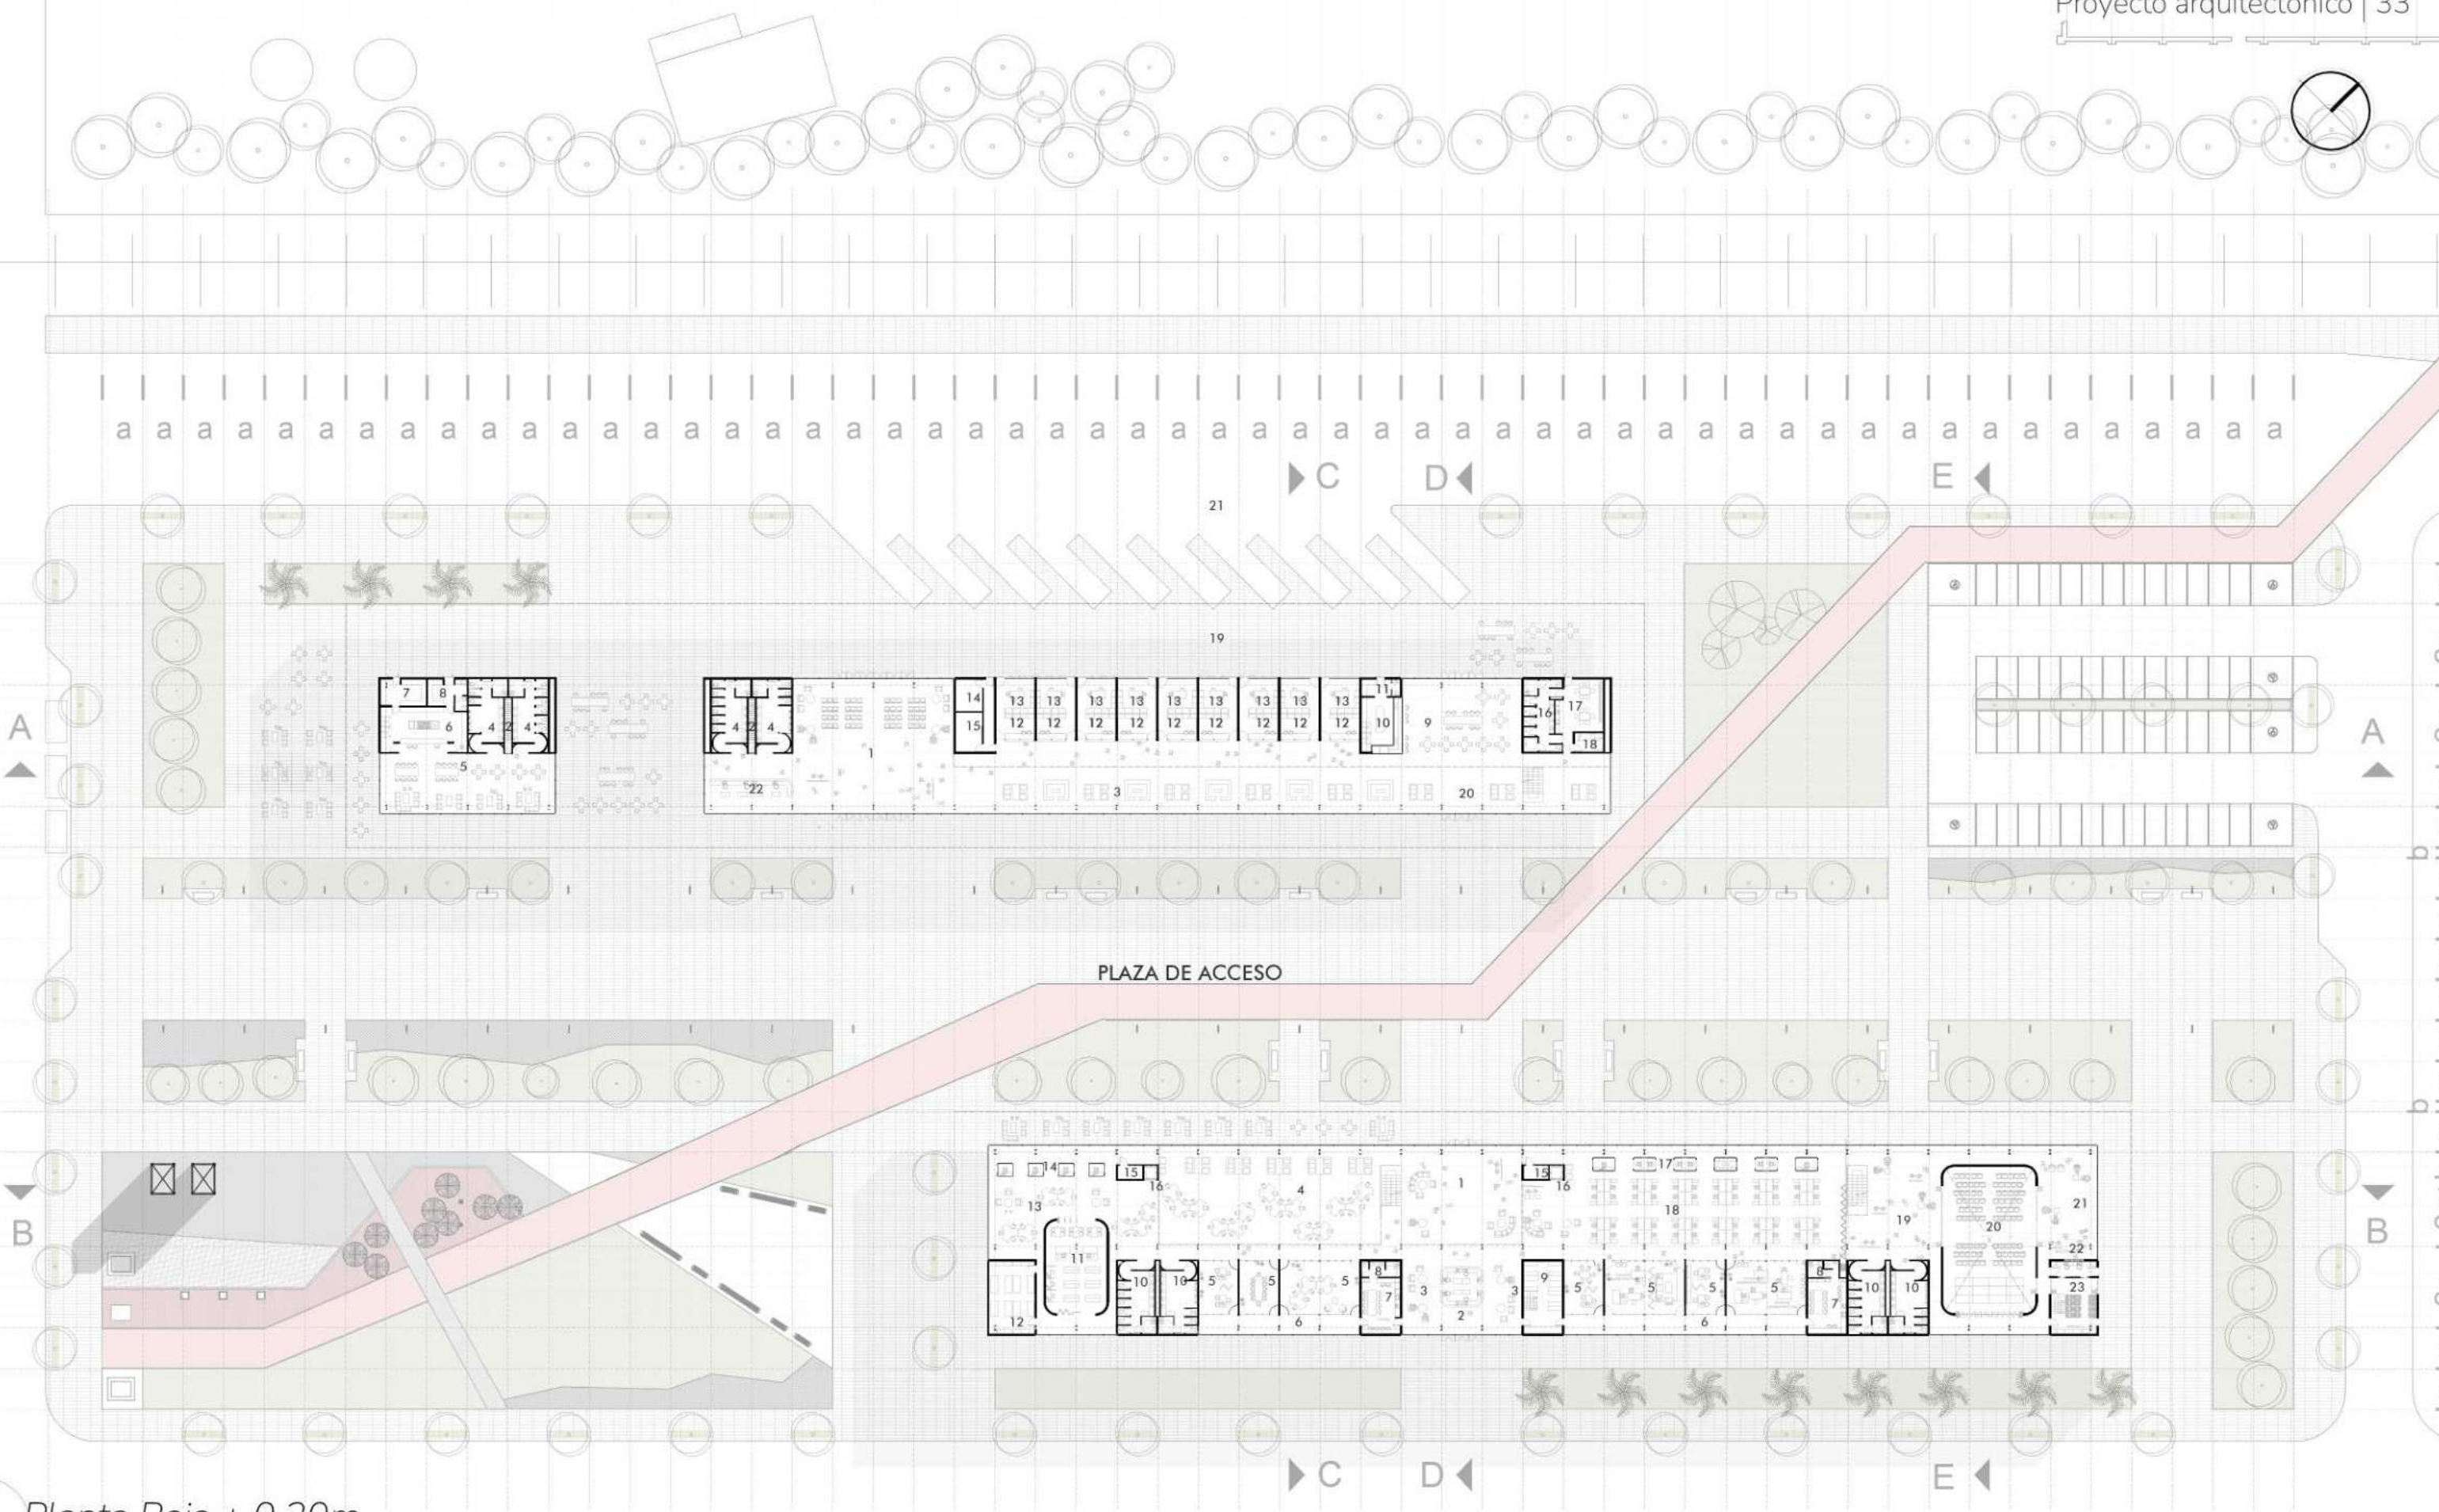 Proyecto arquitectónico | 33
a a a a a a a a a a a a a a a a a a a a a a a a a a a a a a a a a a a a a a a a a a a a a a a a a a a a a a
C D E
21
19
7 8 14 13 13 13 13 13 13 13 13 13 11 16 17
A 6 4 2 4 4 2 4 15 12 12 12 12 12 12 12 12 12 10 9 18 A
5 1
22 3 20
PLAZA DE ACCESO
14 15 16 4 1 15 16 17
13 18 19 20 21
B B
11 22
10 10 5 5 5 8 3 3 9 5 5 5 5 8 10 10 23
7 7
12 6 2 6
C D E
Planta Baja + 0.20m